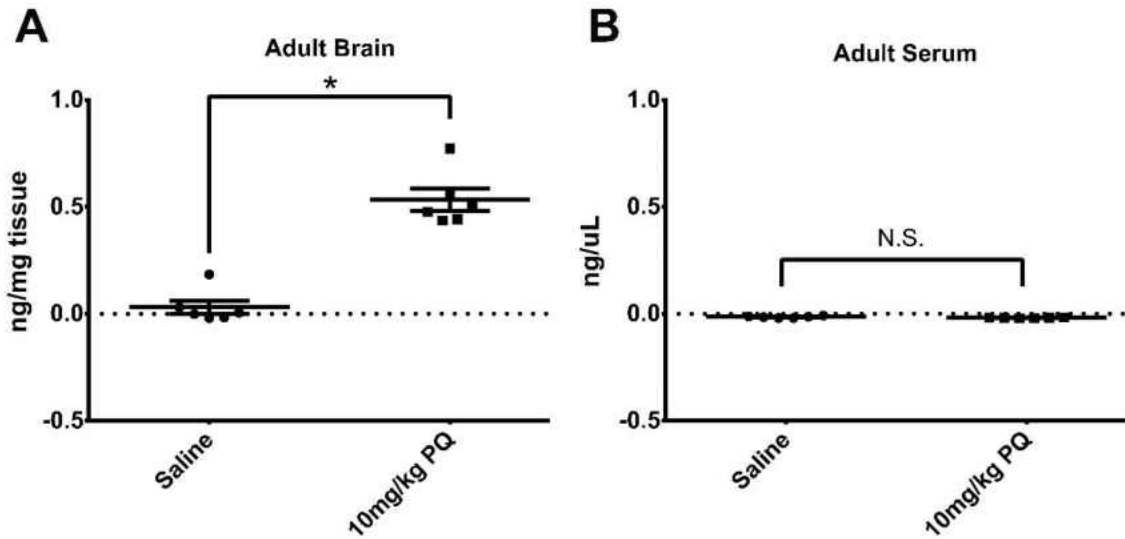 A
Adult Brain
*
1.0
0.5
0.0
-0.5
ng/mg tissue
Saline
10mg/kg PQ
B
Adult Serum
N.S.
1.0
0.5
0.0
-0.5
ng/uL
Saline
10mg/kg PQ